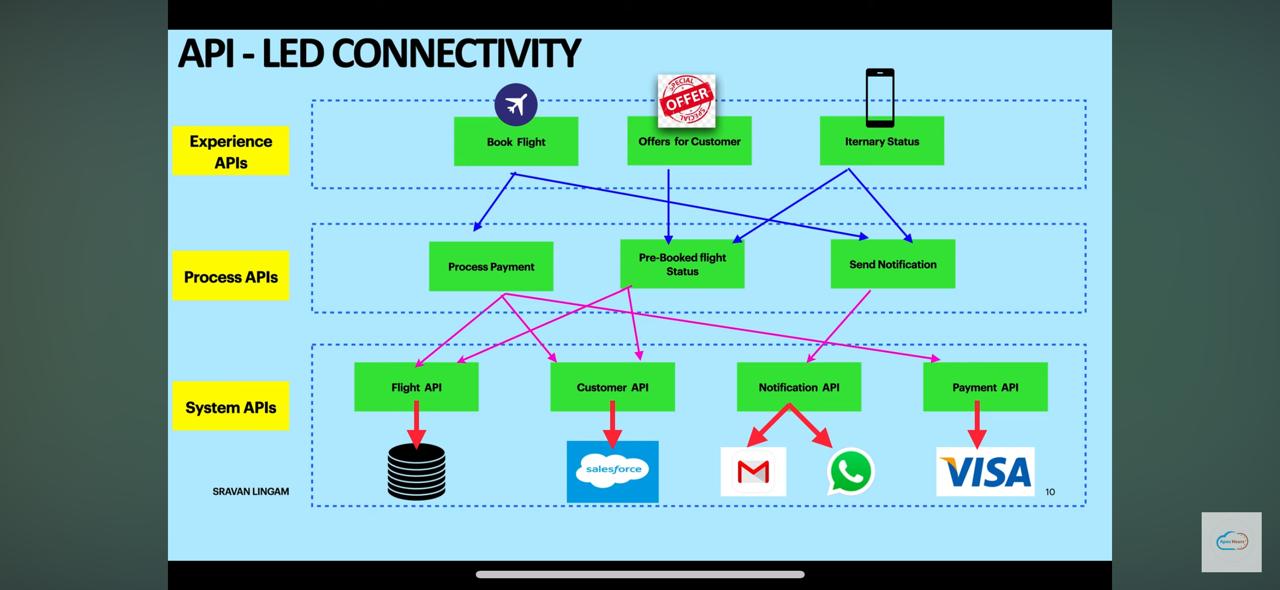 API - LED CONNECTIVITY
SPECIAL
OFFER
SPECIAL
Experience
APIs
Book Flight
Offers for Customer
Iternary Status
Process APIs
Process Payment
Pre-Booked flight
Status
Send Notification
System APIs
Flight API
Customer API
Notification API
Payment API
salesforce
VISA
SRAVAN LINGAM
10
Apex Hours